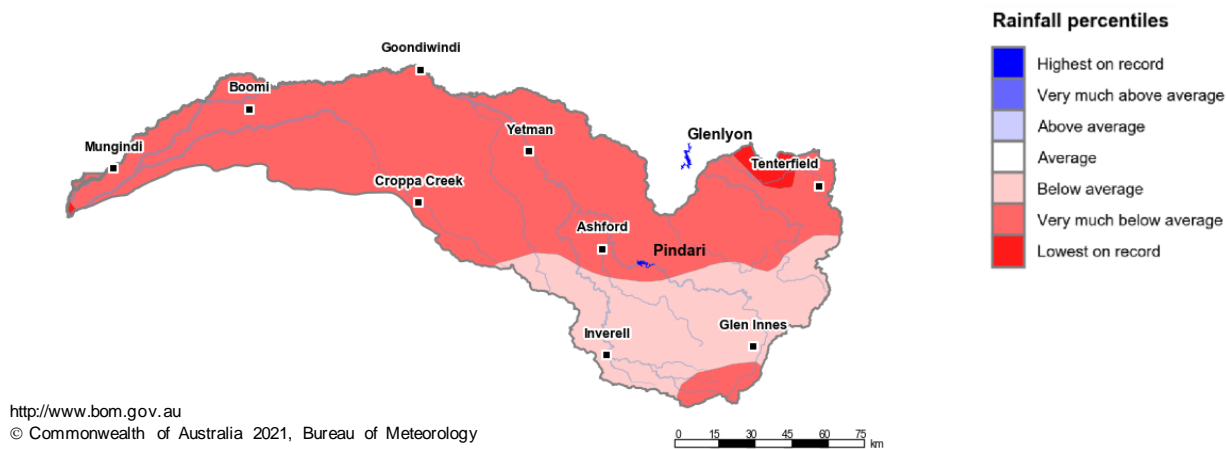 Rainfall percentiles
Highest on record
Very much above average
Above average
Average
Below average
Very much below average
Lowest on record
Goondiwindi
Boomi
Yetman
Glenlyon
Mungindi
Tenterfield
Croppa Creek
Ashford
Pindari
Inverell
Glen Innes
http://www.bom.gov.au
© Commonwealth of Australia 2021, Bureau of Meteorology
0 15 30 45 60 75
km